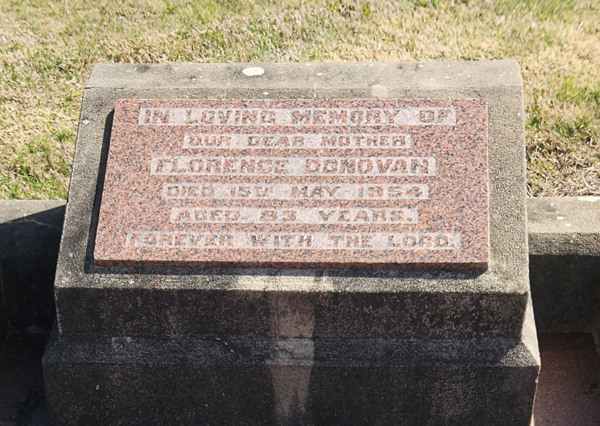 IN LOVING MEMORY OF
OUR DEAR MOTHER
FLORENCE DONOVAN
DIED 15TH MAY 1954
AGED 83 YEARS.
FOREVER WITH THE LORD.